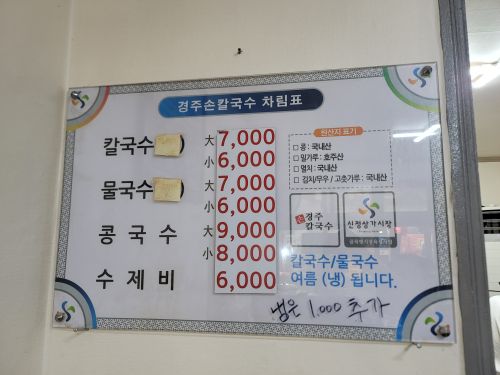 경주손칼국수 차림표
칼국수 ) 大 7,000
小 6,000
물국수 ) 大 7,000
小 6,000
콩국수 大 9,000
小 8,000
수제비 6,000
원산지 표기
□ 콩 : 국내산
□ 밀가루 : 호주산
□ 멸치 : 국내산
□ 김치/무우 / 고춧가루 : 국내산
경주
칼국수
신정상가시장
칼국수/물국수
여름 (냉) 됩니다.
냉은 1.000 추가